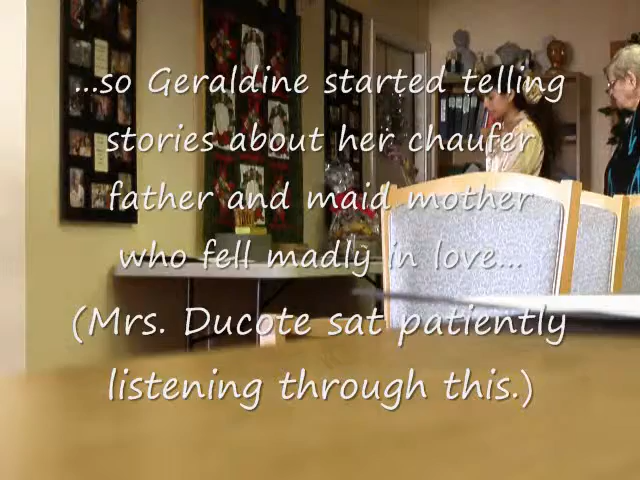 ...so Geraldine started telling
stories about her chaufer
father and maid mother
who fell madly in love...
(Mrs. Ducote sat patiently
listening through this.)